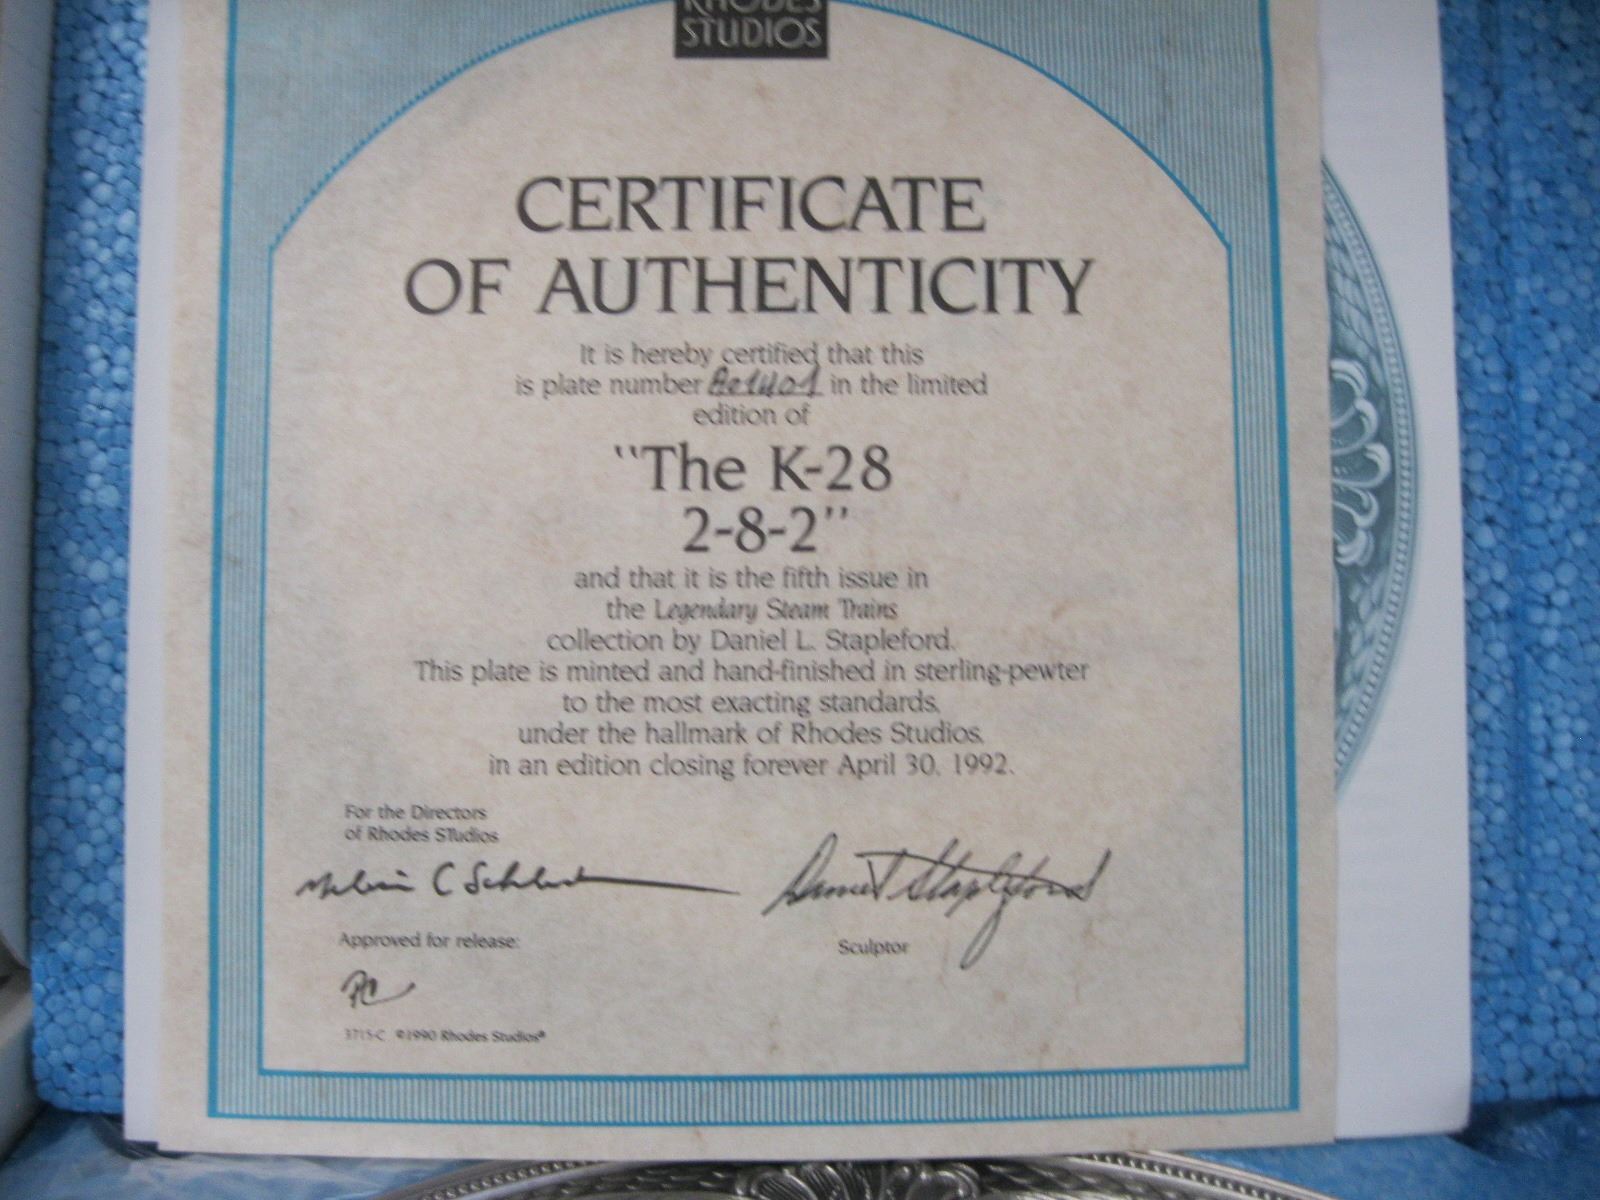 RHODES
STUDIOS
CERTIFICATE
OF AUTHENTICITY
It is hereby certified that this
is plate number in the limited
edition of
"The K-28
2-8-2"
and that it is the fifth issue in
the Legendary Steam Trains
collection by Daniel L. Stapleford.
This plate is minted and hand-finished in sterling-pewter
to the most exacting standards,
under the hallmark of Rhodes Studios,
in an edition closing forever April 30, 1992.
For the Directors
of Rhodes STudios
Daniel Stapleford
Approved for release:
Sculptor
3715-C ©1990 Rhodes Studios®